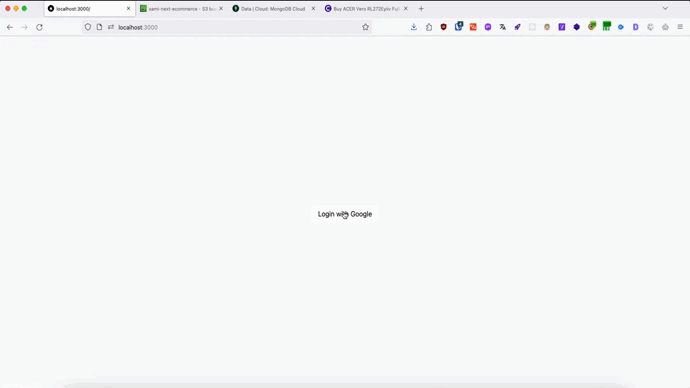 localhost:3000/
sami-next-ecommerce - S3 bu
Data | Cloud: MongoDB Cloud
Buy ACER Vero RL272Eyiiv Full
localhost:3000
Login with Google